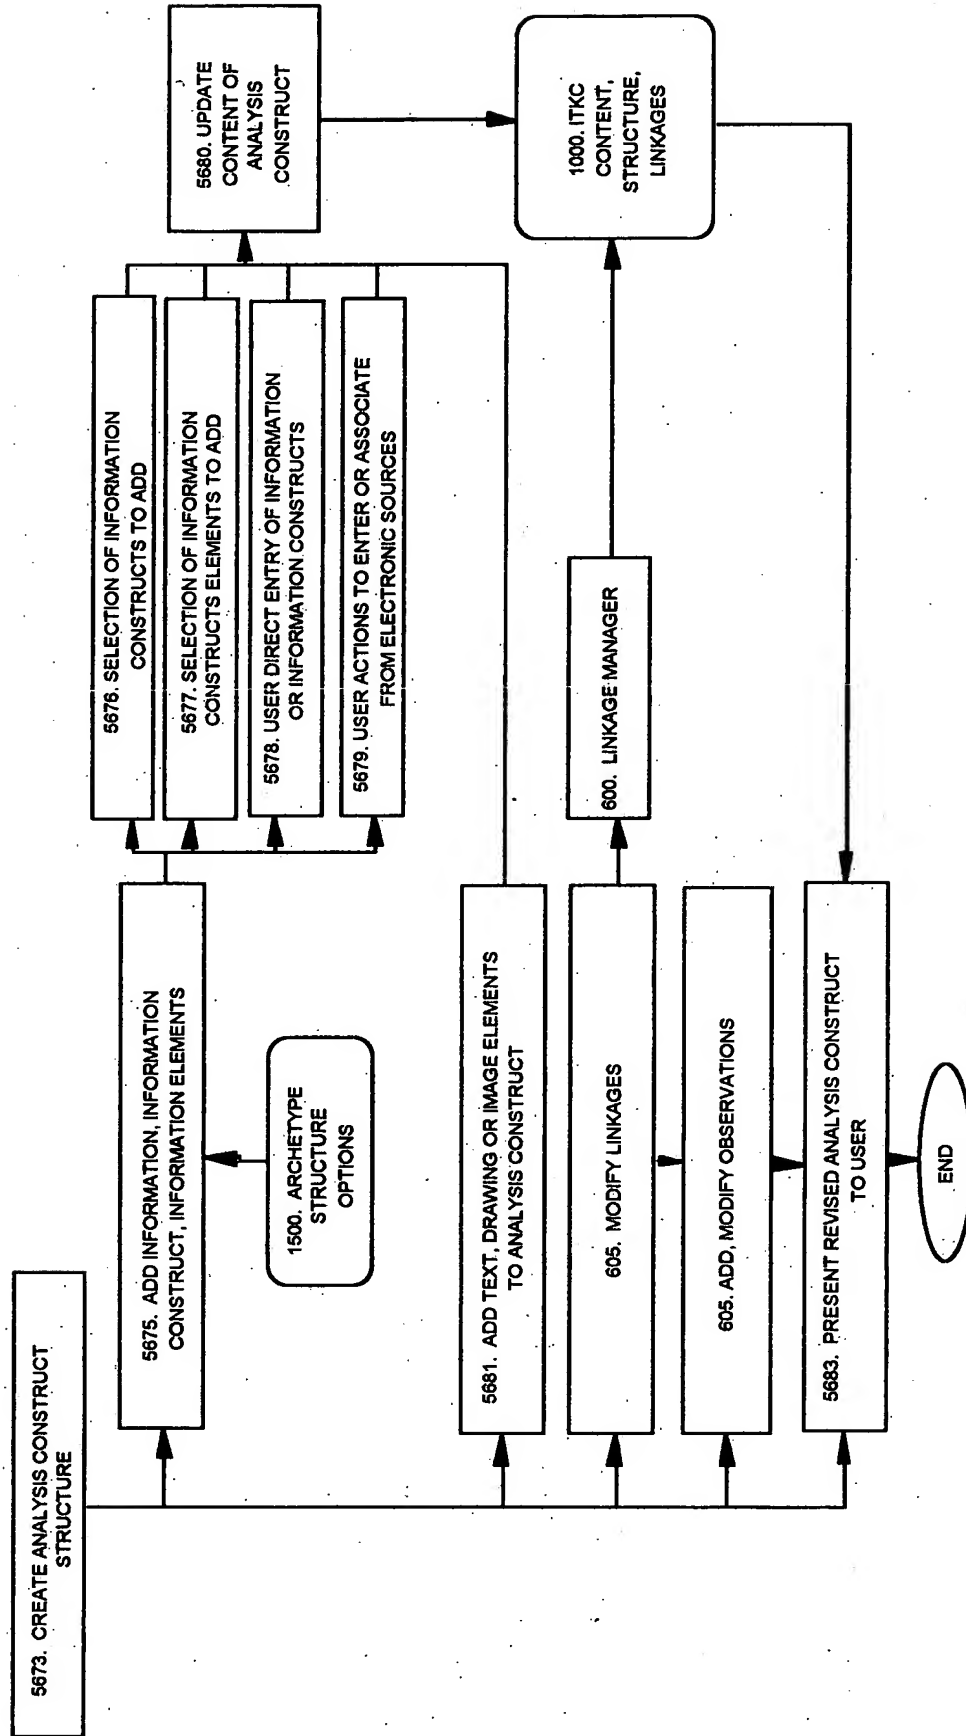 5673. CREATE ANALYSIS CONSTRUCT
STRUCTURE
5675. ADD INFORMATION, INFORMATION
CONSTRUCT, INFORMATION ELEMENTS
1500. ARCHETYPE
STRUCTURE
OPTIONS
5676. SELECTION OF INFORMATION
CONSTRUCTS TO ADD
5677. SELECTION OF INFORMATION
CONSTRUCTS ELEMENTS TO ADD
5678. USER DIRECT ENTRY OF INFORMATION
OR INFORMATION CONSTRUCTS
5679. USER ACTIONS TO ENTER OR ASSOCIATE
FROM ELECTRONIC SOURCES
5680. UPDATE
CONTENT OF
ANALYSIS
CONSTRUCT
5681. ADD TEXT, DRAWING OR IMAGE ELEMENTS
TO ANALYSIS CONSTRUCT
605. MODIFY LINKAGES
600. LINKAGE MANAGER
1000. ITKC
CONTENT,
STRUCTURE,
LINKAGES
605. ADD, MODIFY OBSERVATIONS
5683. PRESENT REVISED ANALYSIS CONSTRUCT
TO USER
END